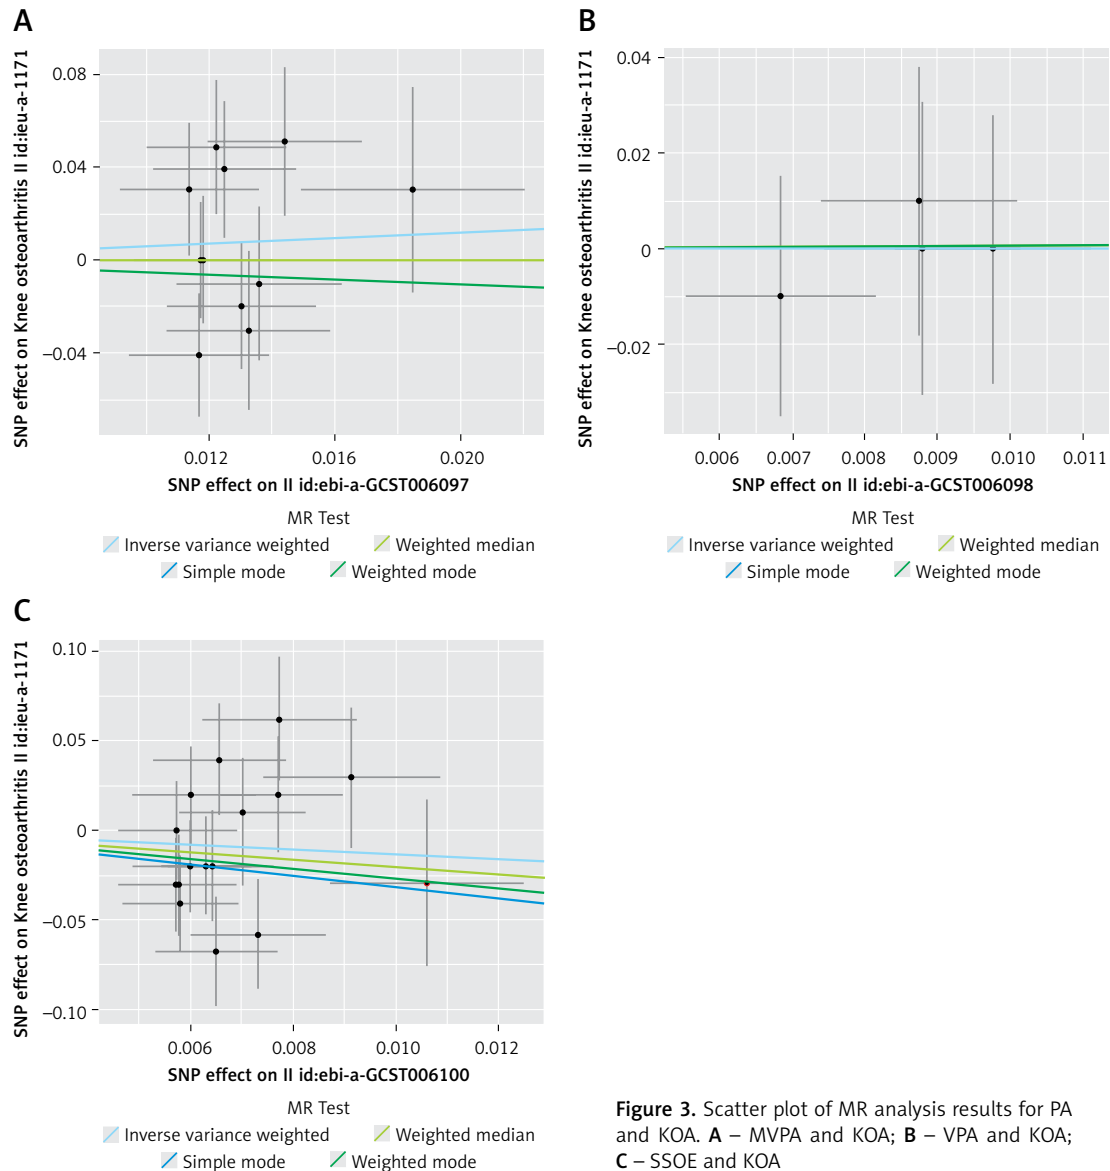 A
SNP effect on Knee osteoarthritis II id:ieu-a-1171
0.08
0.04
0
–0.04
0.012 0.016 0.020
SNP effect on II id:ebi-a-GCST006097
MR Test
Inverse variance weighted Weighted median
Simple mode Weighted mode
B
SNP effect on Knee osteoarthritis II id:ieu-a-1171
0.04
0.02
0
–0.02
0.006 0.007 0.008 0.009 0.010 0.011
SNP effect on II id:ebi-a-GCST006098
MR Test
Inverse variance weighted Weighted median
Simple mode Weighted mode
C
SNP effect on Knee osteoarthritis II id:ieu-a-1171
0.10
0.05
0
–0.05
–0.10
0.006 0.008 0.010 0.012
SNP effect on II id:ebi-a-GCST006100
MR Test
Inverse variance weighted Weighted median
Simple mode Weighted mode
Figure 3. Scatter plot of MR analysis results for PA
and KOA. A – MVPA and KOA; B – VPA and KOA;
C – SSOE and KOA